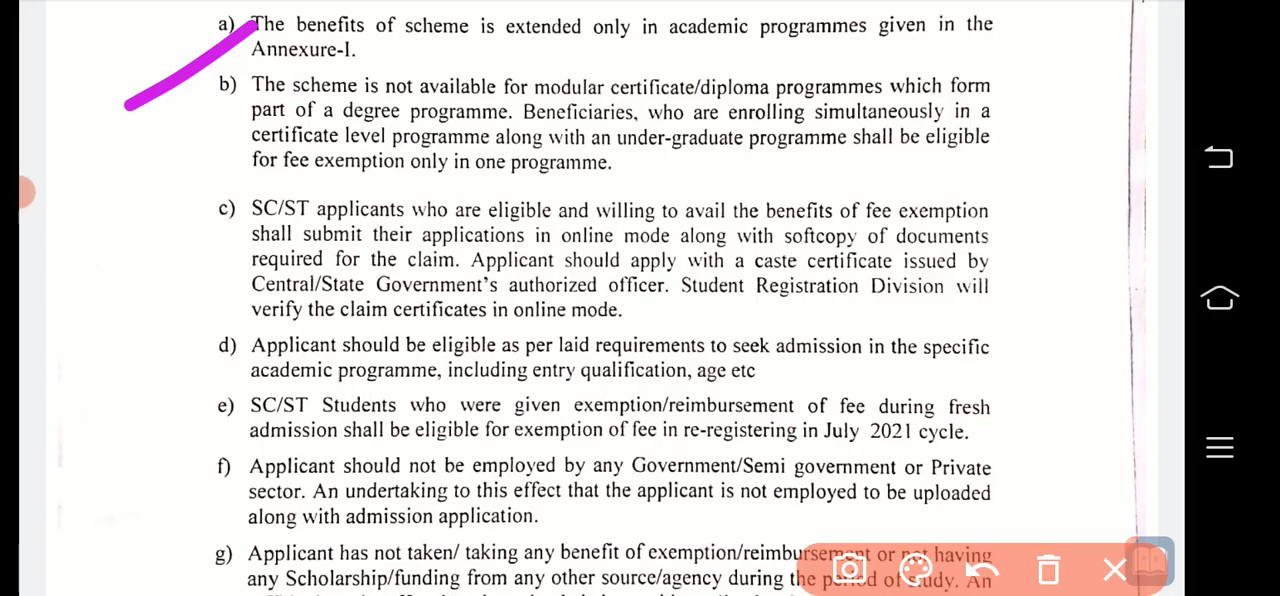 a) The benefits of scheme is extended only in academic programmes given in the
Annexure-I.
b) The scheme is not available for modular certificate/diploma programmes which form
part of a degree programme. Beneficiaries, who are enrolling simultaneously in a
certificate level programme along with an under-graduate programme shall be eligible
for fee exemption only in one programme.
c) SC/ST applicants who are eligible and willing to avail the benefits of fee exemption
shall submit their applications in online mode along with softcopy of documents
required for the claim. Applicant should apply with a caste certificate issued by
Central/State Government's authorized officer. Student Registration Division will
verify the claim certificates in online mode.
d) Applicant should be eligible as per laid requirements to seek admission in the specific
academic programme, including entry qualification, age etc
e) SC/ST Students who were given exemption/reimbursement of fee during fresh
admission shall be eligible for exemption of fee in re-registering in July 2021 cycle.
f) Applicant should not be employed by any Government/Semi government or Private
sector. An undertaking to this effect that the applicant is not employed to be uploaded
along with admission application.
g) Applicant has not taken/ taking any benefit of exemption/reimbursement or not having
any Scholarship/funding from any other source/agency during the period of study. An